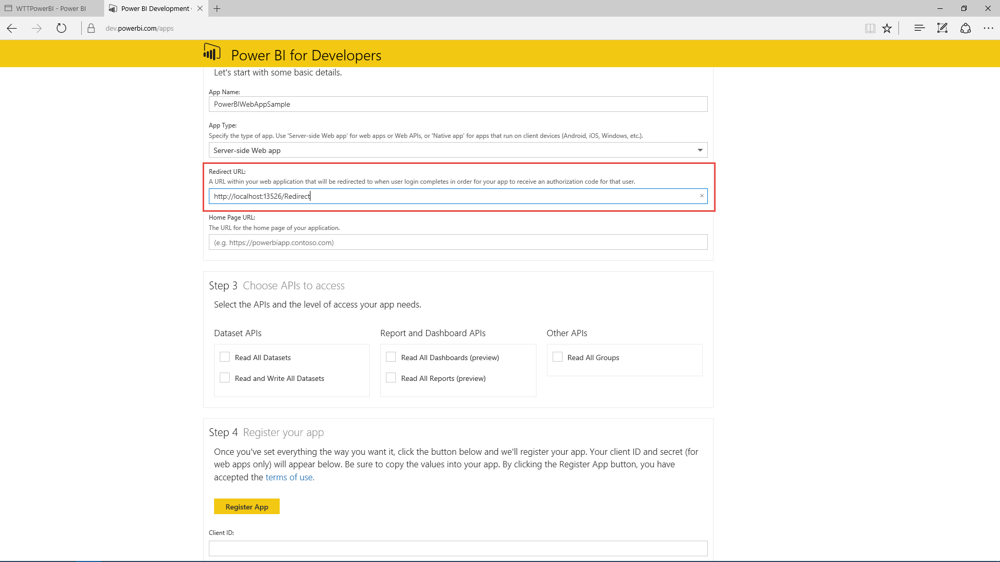 WTTPowerBI - Power BI
Power BI Development
dev.powerbi.com/apps
Power BI for Developers
Let's start with some basic details.
App Name:
PowerBIWebAppSample
App Type:
Specify the type of app. Use 'Server-side Web app' for web apps or Web APIs, or 'Native app' for apps that run on client devices (Android, iOS, Windows, etc.).
Server-side Web app
Redirect URL:
A URL within your web application that will be redirected to when user login completes in order for your app to receive an authorization code for that user.
http://localhost:13526/Redirect
Home Page URL:
The URL for the home page of your application.
(e.g. https://powerbiapp.contoso.com)
Step 3 Choose APIs to access
Select the APIs and the level of access your app needs.
Dataset APIs
Read All Datasets
Read and Write All Datasets
Report and Dashboard APIs
Read All Dashboards (preview)
Read All Reports (preview)
Other APIs
Read All Groups
Step 4 Register your app
Once you've set everything the way you want it, click the button below and we'll register your app. Your client ID and secret (for
web apps only) will appear below. Be sure to copy the values into your app. By clicking the Register App button, you have
accepted the terms of use.
Register App
Client ID: